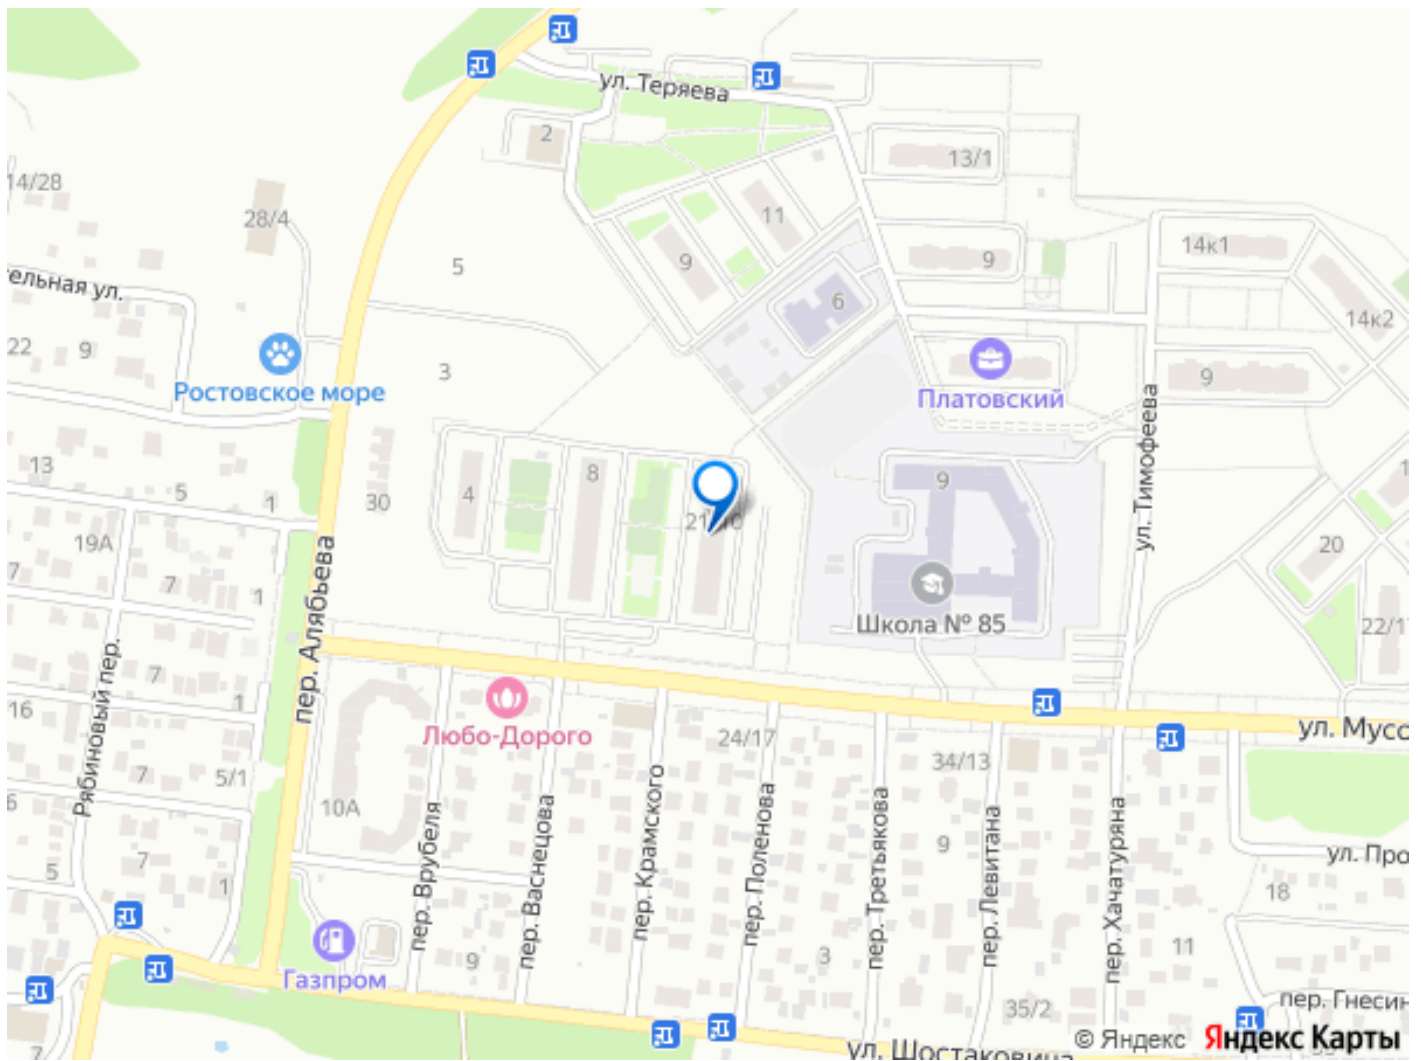 ул. Теряева
2
13/1
14/28
28/4
11
14к1
5
9
9
тельная ул.
6
14к2
22
9
3
Ростовское море
Платовский
9
ул. Тимофеева
13
5
1
4
8
30
9
19А
20
7
7
1
пер. Алябьева
Школа № 85
22/17
Рябиновый пер.
7
1
16
Любо-Дорого
24/17
ул. Мусо
34/13
7
5/1
10А
6
пер. Врубеля
пер. Васнецова
пер. Крамского
пер. Поленова
пер. Третьякова
пер. Левитана
пер. Хачатуряна
9
ул. Про
5
7
1
18
11
Газпром
9
3
35/2
пер. Гнесин
7
ул. Шостаковича
© Яндекс Яндекс Карты